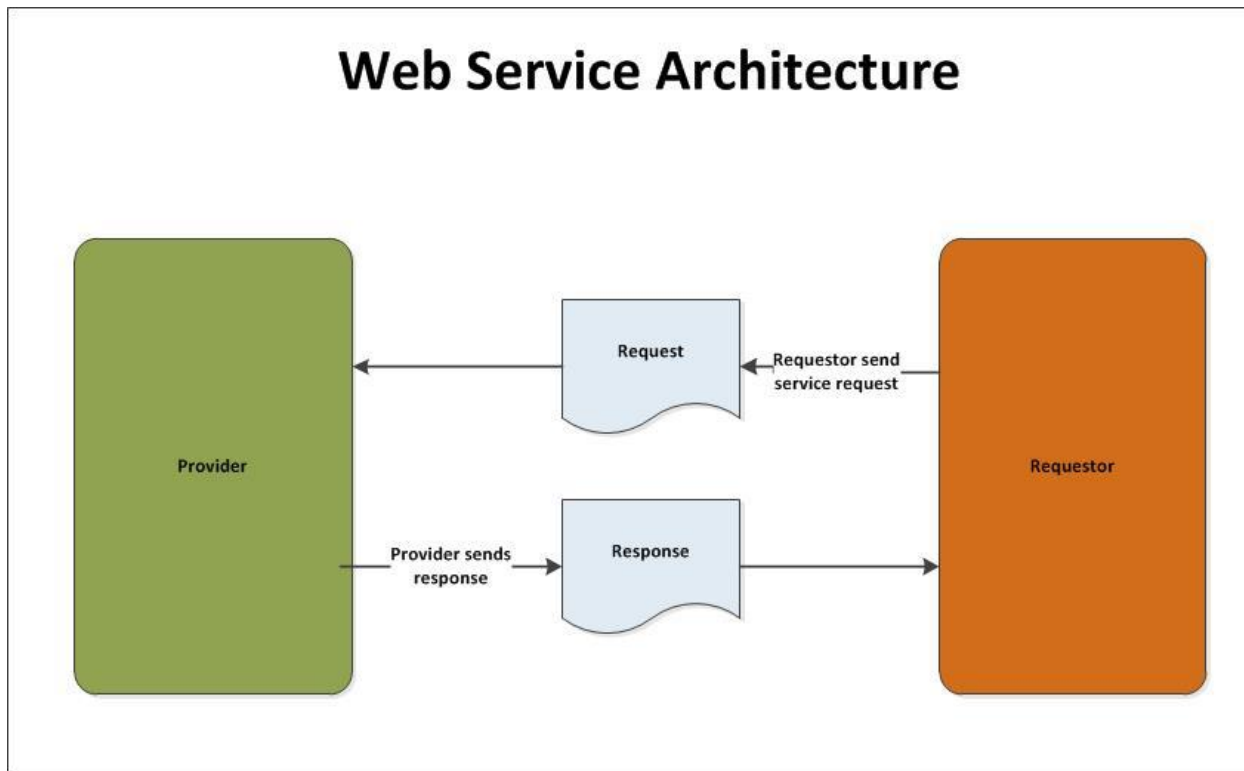 Web Service Architecture
Request
Requestor send
service request
Provider
Requestor
Provider sends
response
Response